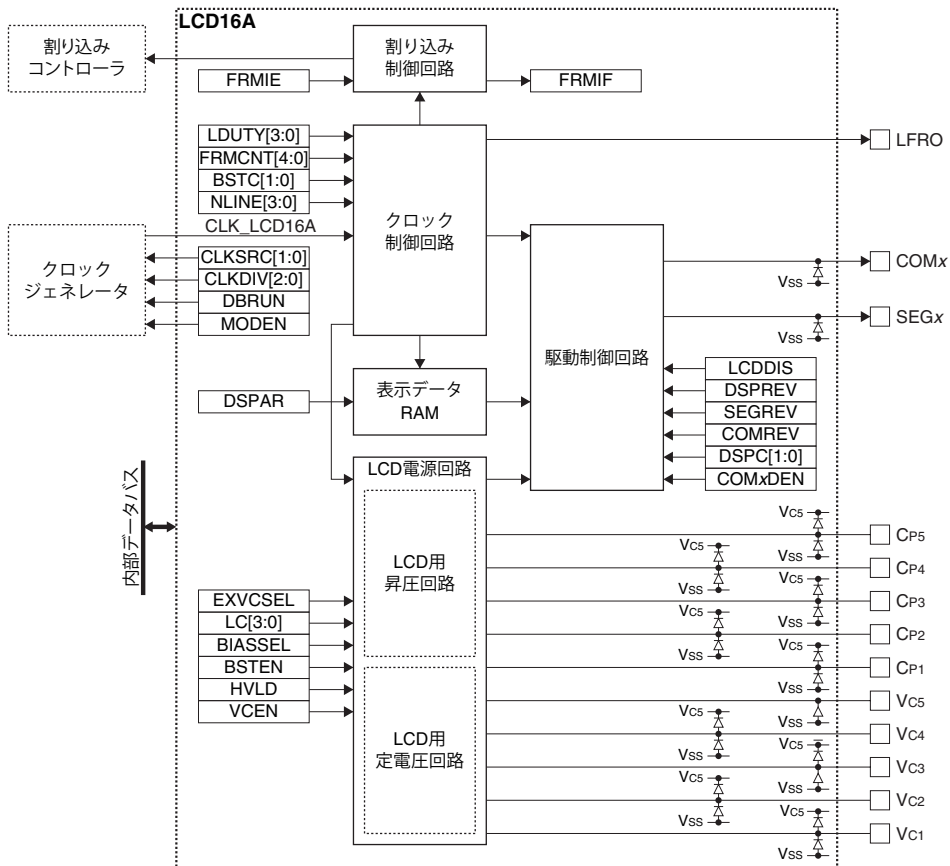 LCD16A
割り込み
コントローラ
割り込み
制御回路
FRMIE
FRMIF
LDUTY[3:0]
FRMCNT[4:0]
BSTC[1:0]
NLINE[3:0]
CLK_LCD16A
クロック
制御回路
LFRO
クロック
ジェネレータ
CLKSRC[1:0]
CLKDIV[2:0]
DBRUN
MODEN
COMx
VSS
SEGx
VSS
駆動制御回路
LCDDIS
DSPREV
SEGREV
COMREV
DSPC[1:0]
COMxDEN
DSPAR
表示データ
RAM
内部データバス
LCD電源回路
LCD用
昇圧回路
EXVCSEL
LC[3:0]
BIASSEL
BSTEN
HVLD
VCEN
LCD用
定電圧回路
VC5
CP5
VC5
VSS
CP4
VSS
VC5
CP3
VC5
VSS
CP2
VSS
VC5
CP1
VSS
VC5
VC5
VSS
VC4
VSS
VC5
VC3
VC5
VSS
VC2
VSS
VC5
VC1
VSS